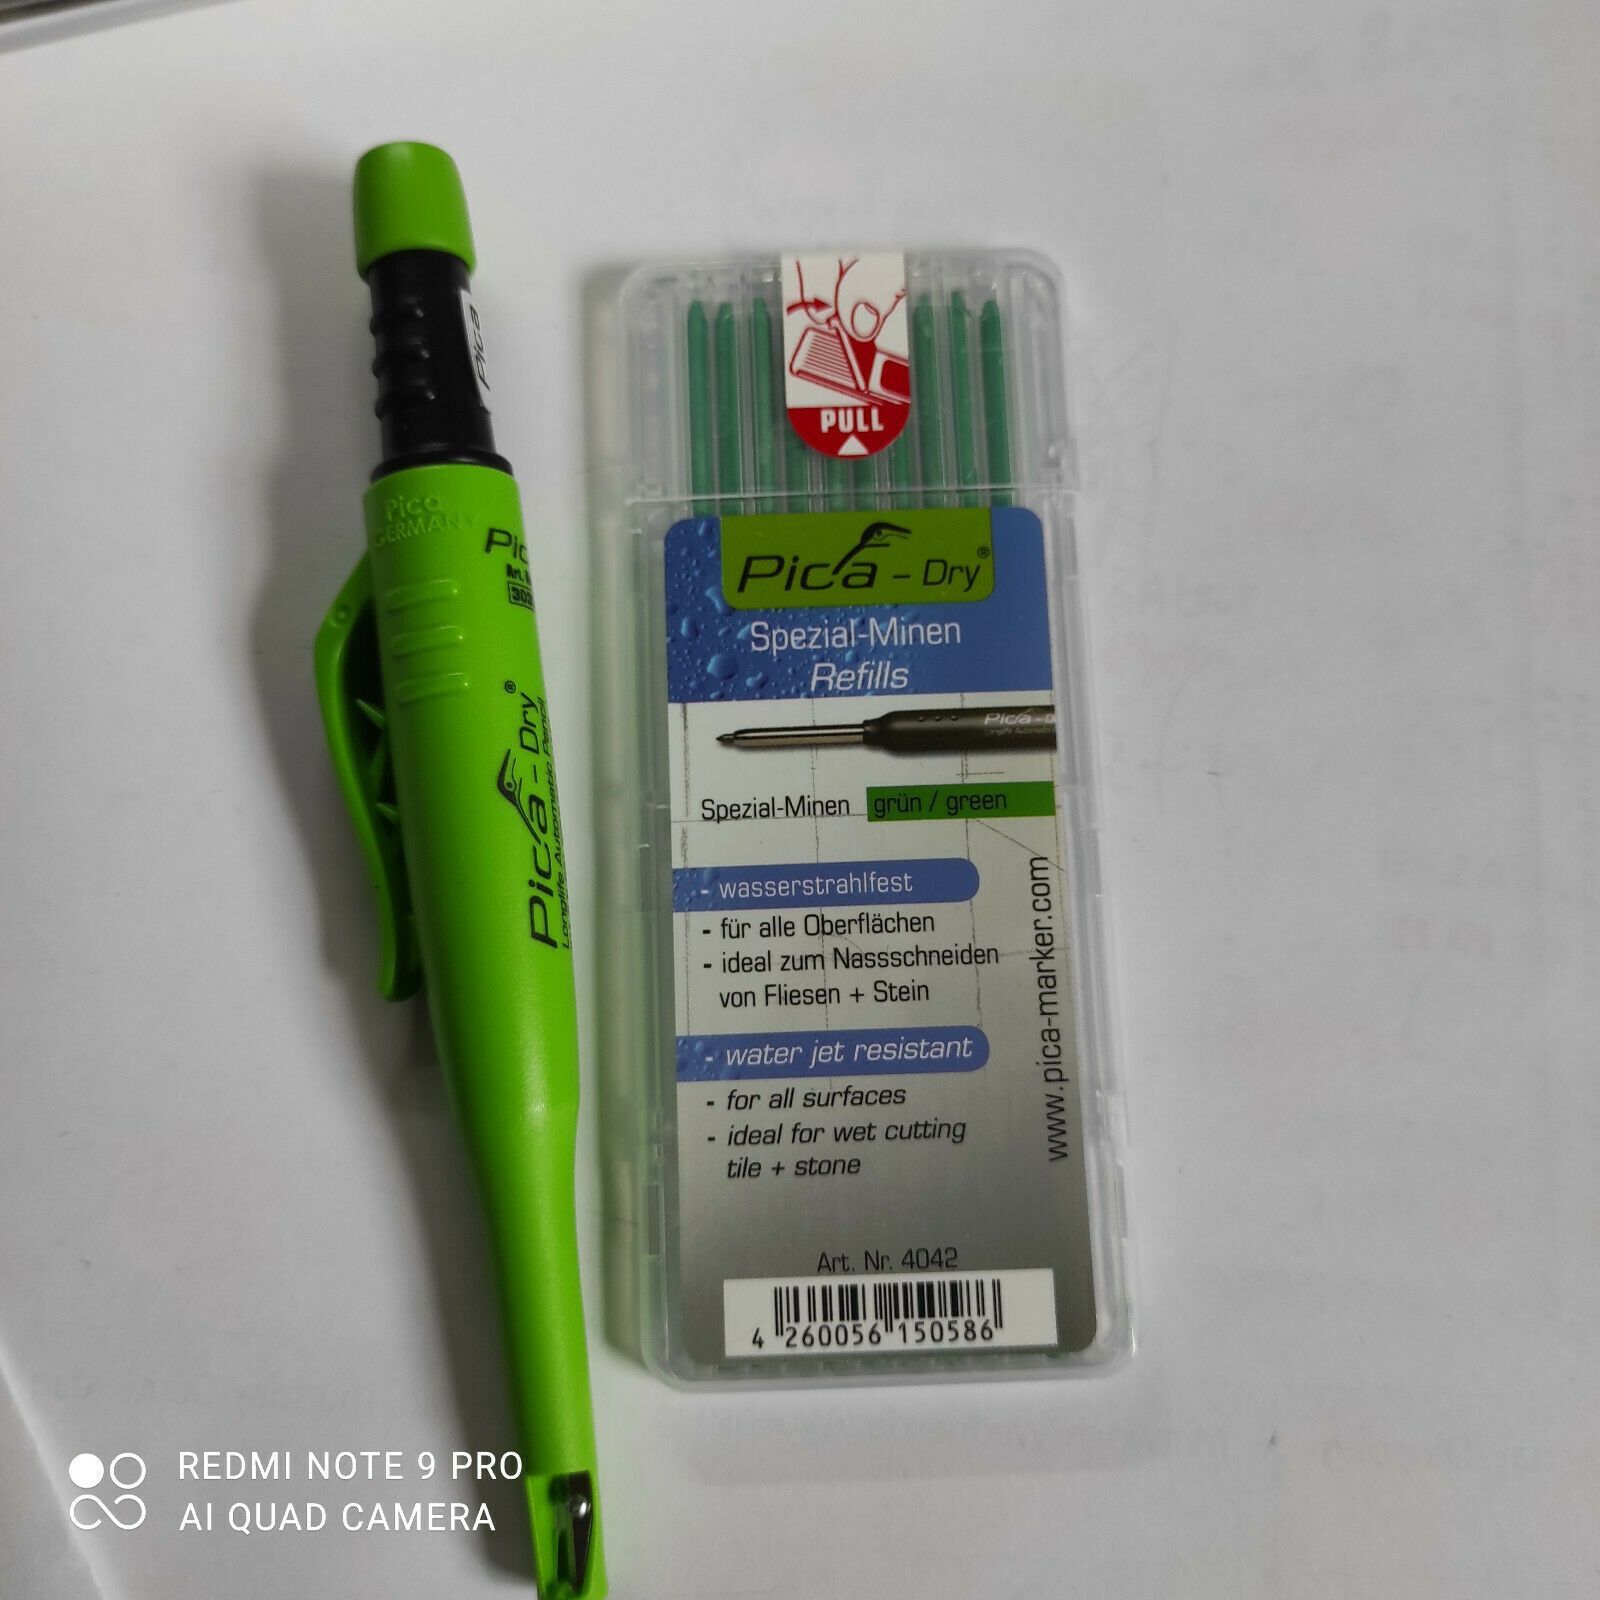 Pica
Pica
GERMANY
Pica - Dry®
Longlife Automatic Pencil
PULL
Pica - Dry®
Spezial-Minen
Refills
Pica
Spezial-Minen grün / green
- wasserstrahlfest
- für alle Oberflächen
- ideal zum Nassschneiden
von Fliesen + Stein
- water jet resistant
- for all surfaces
- ideal for wet cutting
tile + stone
www.pica-marker.com
Art. Nr. 4042
4 260056 150586
REDMI NOTE 9 PRO
AI QUAD CAMERA